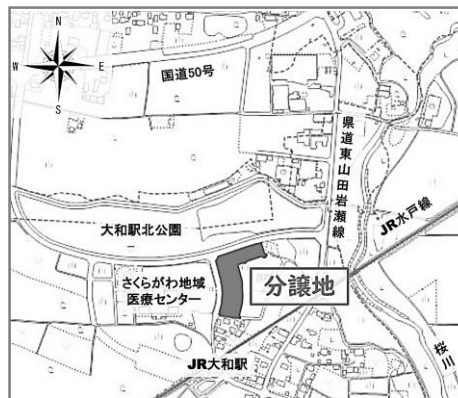 N
W E
S
国道50号
県道東山田岩瀬線
JR水戸線
大和駅北公園
さくらがわ地域
医療センター
分譲地
JR大和駅
桜川